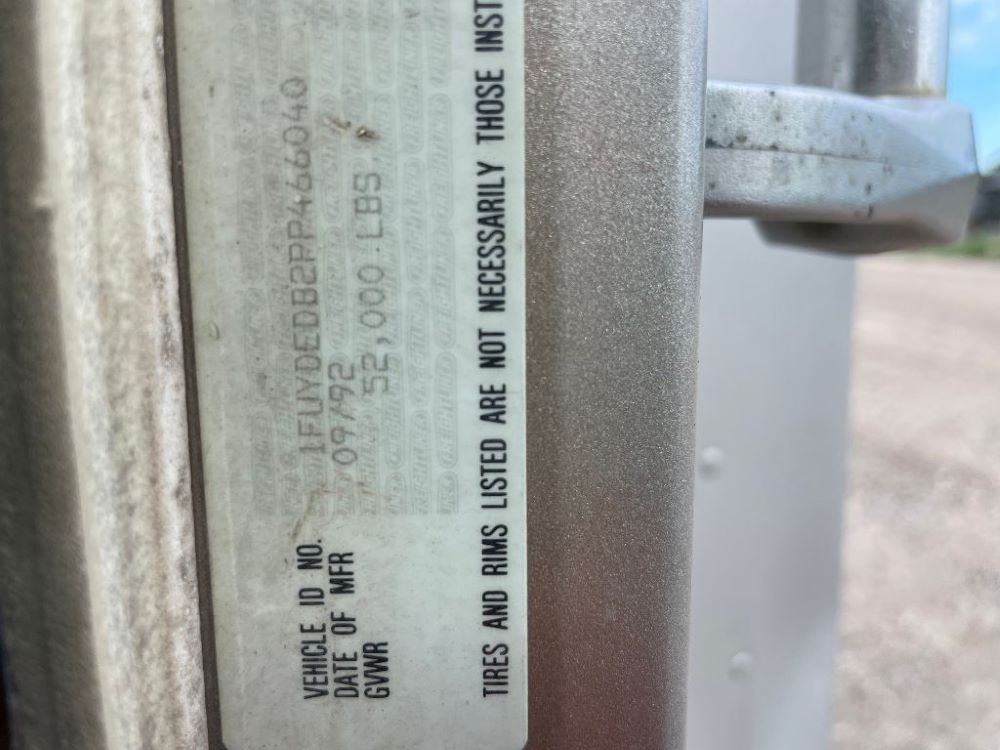 VEHICLE ID NO. 1FUYDEDB2PP466040
DATE OF MFR 09/92
GVWR 52,000 LBS.
TIRES AND RIMS LISTED ARE NOT NECESSARILY THOSE INST